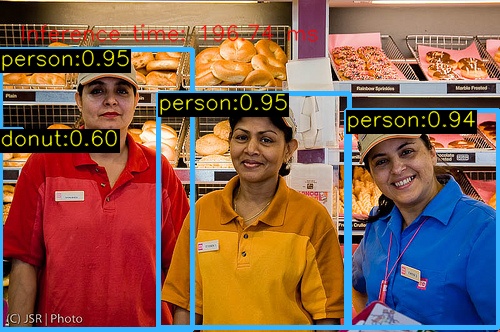 Inference time: 196.74 ms
person:0.95
person:0.95
person:0.94
donut:0.60
Plain
Rainbow Sprinkles
Marble Frosted
(C) JSR | Photo